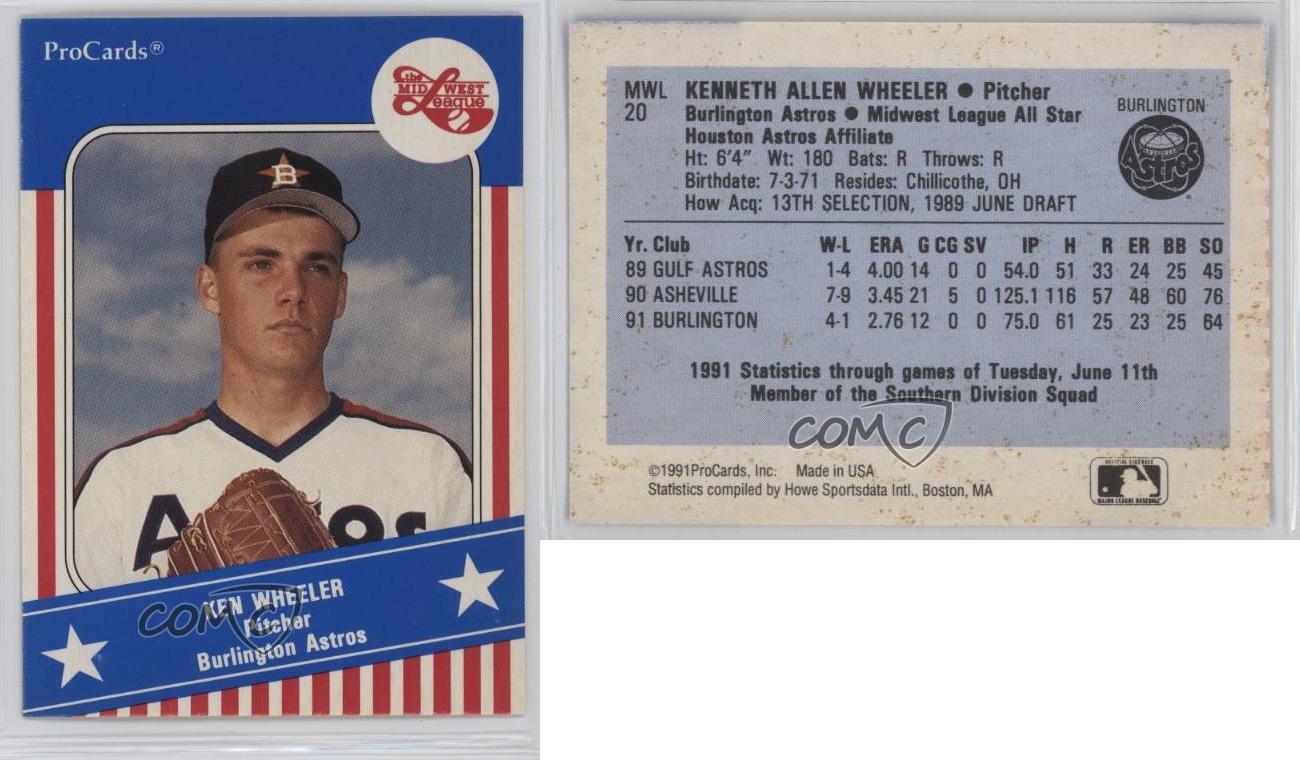 ProCards®
the
MIDWEST
League
B
Astros
KEN WHEELER
Pitcher
Burlington Astros
COMC
MWL KENNETH ALLEN WHEELER ● Pitcher
20 Burlington Astros ● Midwest League All Star
Houston Astros Affiliate
Ht: 6'4" Wt: 180 Bats: R Throws: R
Birthdate: 7-3-71 Resides: Chillicothe, OH
How Acq: 13TH SELECTION, 1989 JUNE DRAFT
BURLINGTON
Astros
Yr. Club W-L ERA G CG SV IP H R ER BB SO
89 GULF ASTROS 1-4 4.00 14 0 0 54.0 51 33 24 25 45
90 ASHEVILLE 7-9 3.45 21 5 0 125.1 116 57 48 60 76
91 BURLINGTON 4-1 2.76 12 0 0 75.0 61 25 23 25 64
1991 Statistics through games of Tuesday, June 11th
Member of the Southern Division Squad
COMC
©1991ProCards, Inc. Made in USA
Statistics compiled by Howe Sportsdata Intl., Boston, MA
OFFICIAL LICENSEE
MAJOR LEAGUE BASEBALL